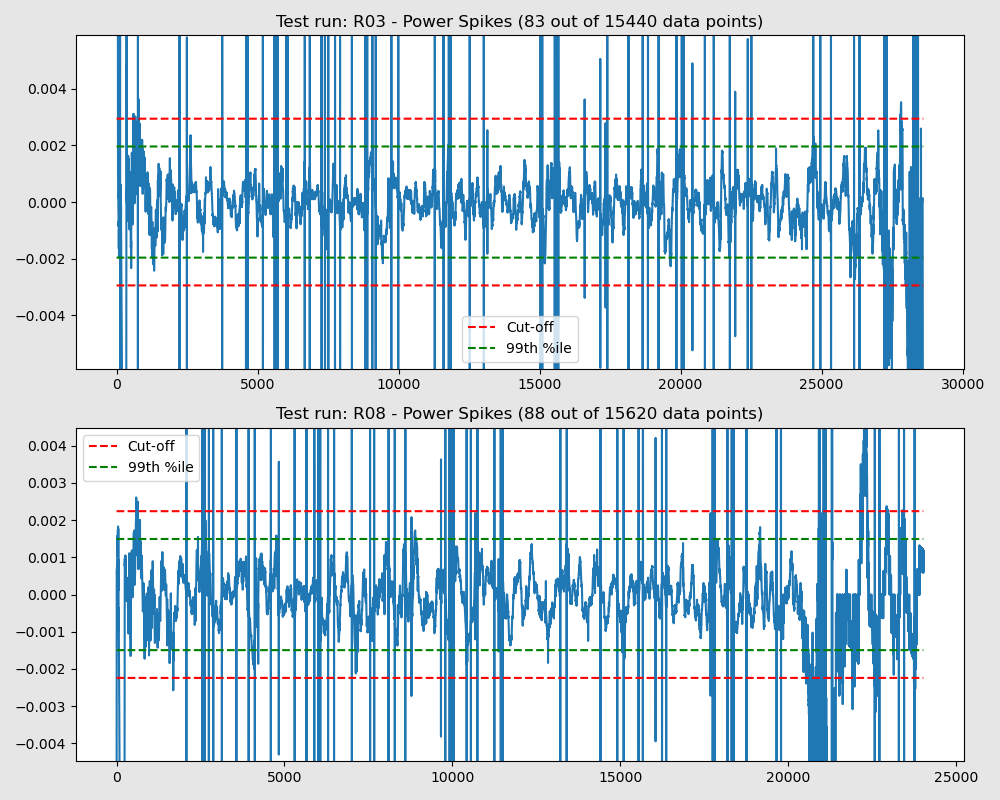 Test run: R03 - Power Spikes (83 out of 15440 data points)
0.004
0.002
0.000
−0.002
−0.004
Cut-off
99th %ile
0 5000 10000 15000 20000 25000 30000
Test run: R08 - Power Spikes (88 out of 15620 data points)
Cut-off
99th %ile
0.004
0.003
0.002
0.001
0.000
−0.001
−0.002
−0.003
−0.004
0 5000 10000 15000 20000 25000